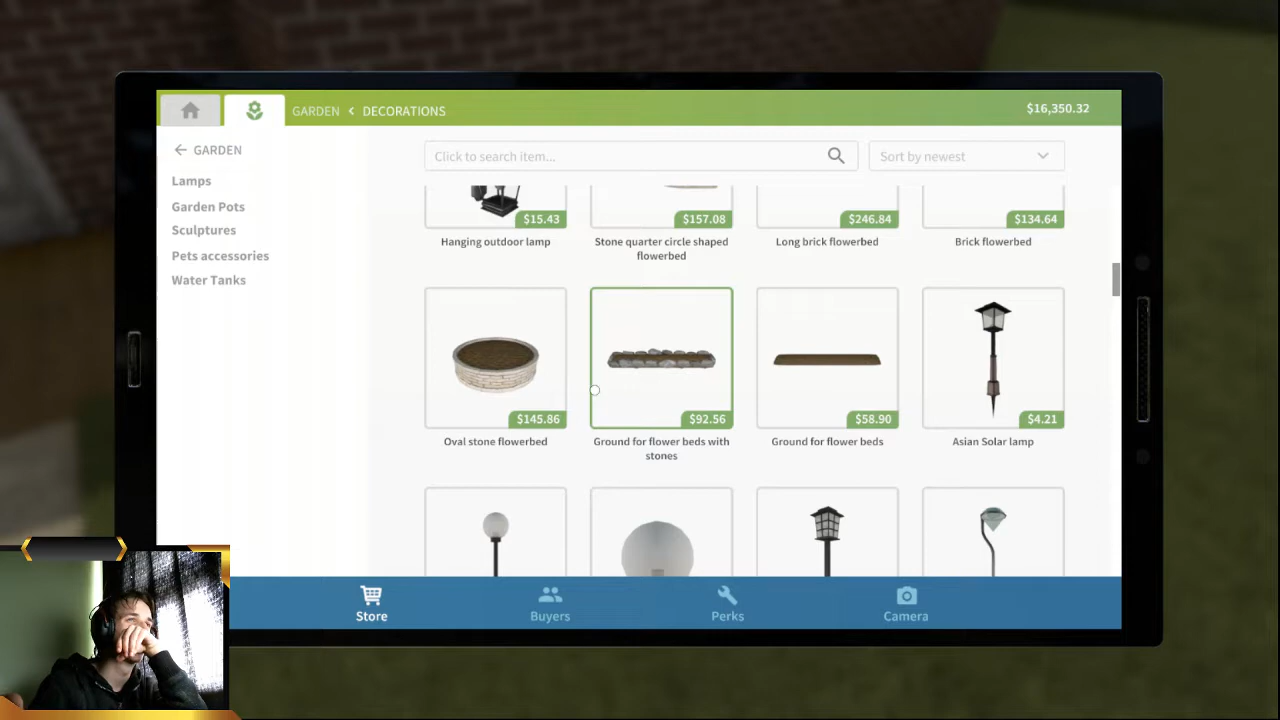 GARDEN < DECORATIONS
$16,350.32
← GARDEN
Click to search item...
Sort by newest
Lamps
Garden Pots
Sculptures
Pets accessories
Water Tanks
$15.43
$157.08
$246.84
$134.64
Hanging outdoor lamp
Stone quarter circle shaped
flowerbed
Long brick flowerbed
Brick flowerbed
$145.86
$92.56
$58.90
$4.21
Oval stone flowerbed
Ground for flower beds with
stones
Ground for flower beds
Asian Solar lamp
Store
Buyers
Perks
Camera